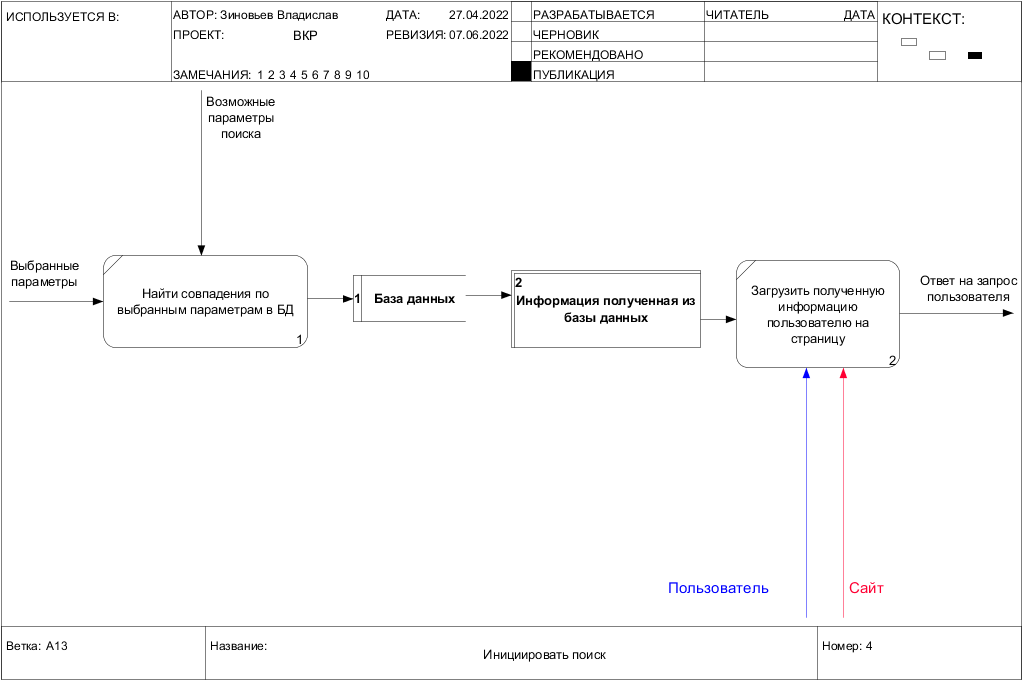 ИСПОЛЬЗУЕТСЯ В:
АВТОР: Зиновьев Владислав
ДАТА: 27.04.2022
ПРОЕКТ: ВКР
РЕВИЗИЯ: 07.06.2022
ЗАМЕЧАНИЯ: 1 2 3 4 5 6 7 8 9 10
РАЗРАБАТЫВАЕТСЯ
ЧЕРНОВИК
РЕКОМЕНДОВАНО
ПУБЛИКАЦИЯ
ЧИТАТЕЛЬ ДАТА
КОНТЕКСТ:
Возможные
параметры
поиска
Выбранные
параметры
Найти совпадения по
выбранным параметрам в БД
1
1
База данных
2
Информация полученная из
базы данных
Загрузить полученную
информацию
пользователю на
страницу
2
Ответ на запрос
пользователя
Пользователь
Сайт
Ветка: A13
Название:
Инициировать поиск
Номер: 4